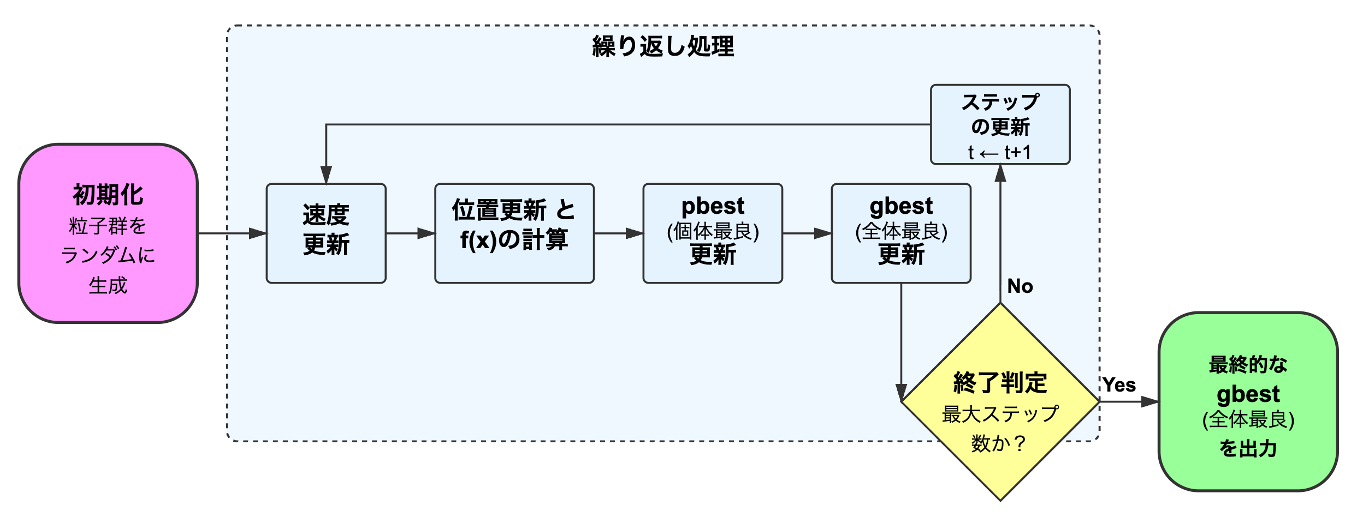 繰り返し処理
初期化
粒子群を
ランダムに
生成
速度
更新
位置更新 と
f(x)の計算
pbest
(個体最良)
更新
gbest
(全体最良)
更新
終了判定
最大ステップ
数か？
No
ステップ
の更新
t ← t+1
Yes
最終的な
gbest
(全体最良)
を出力